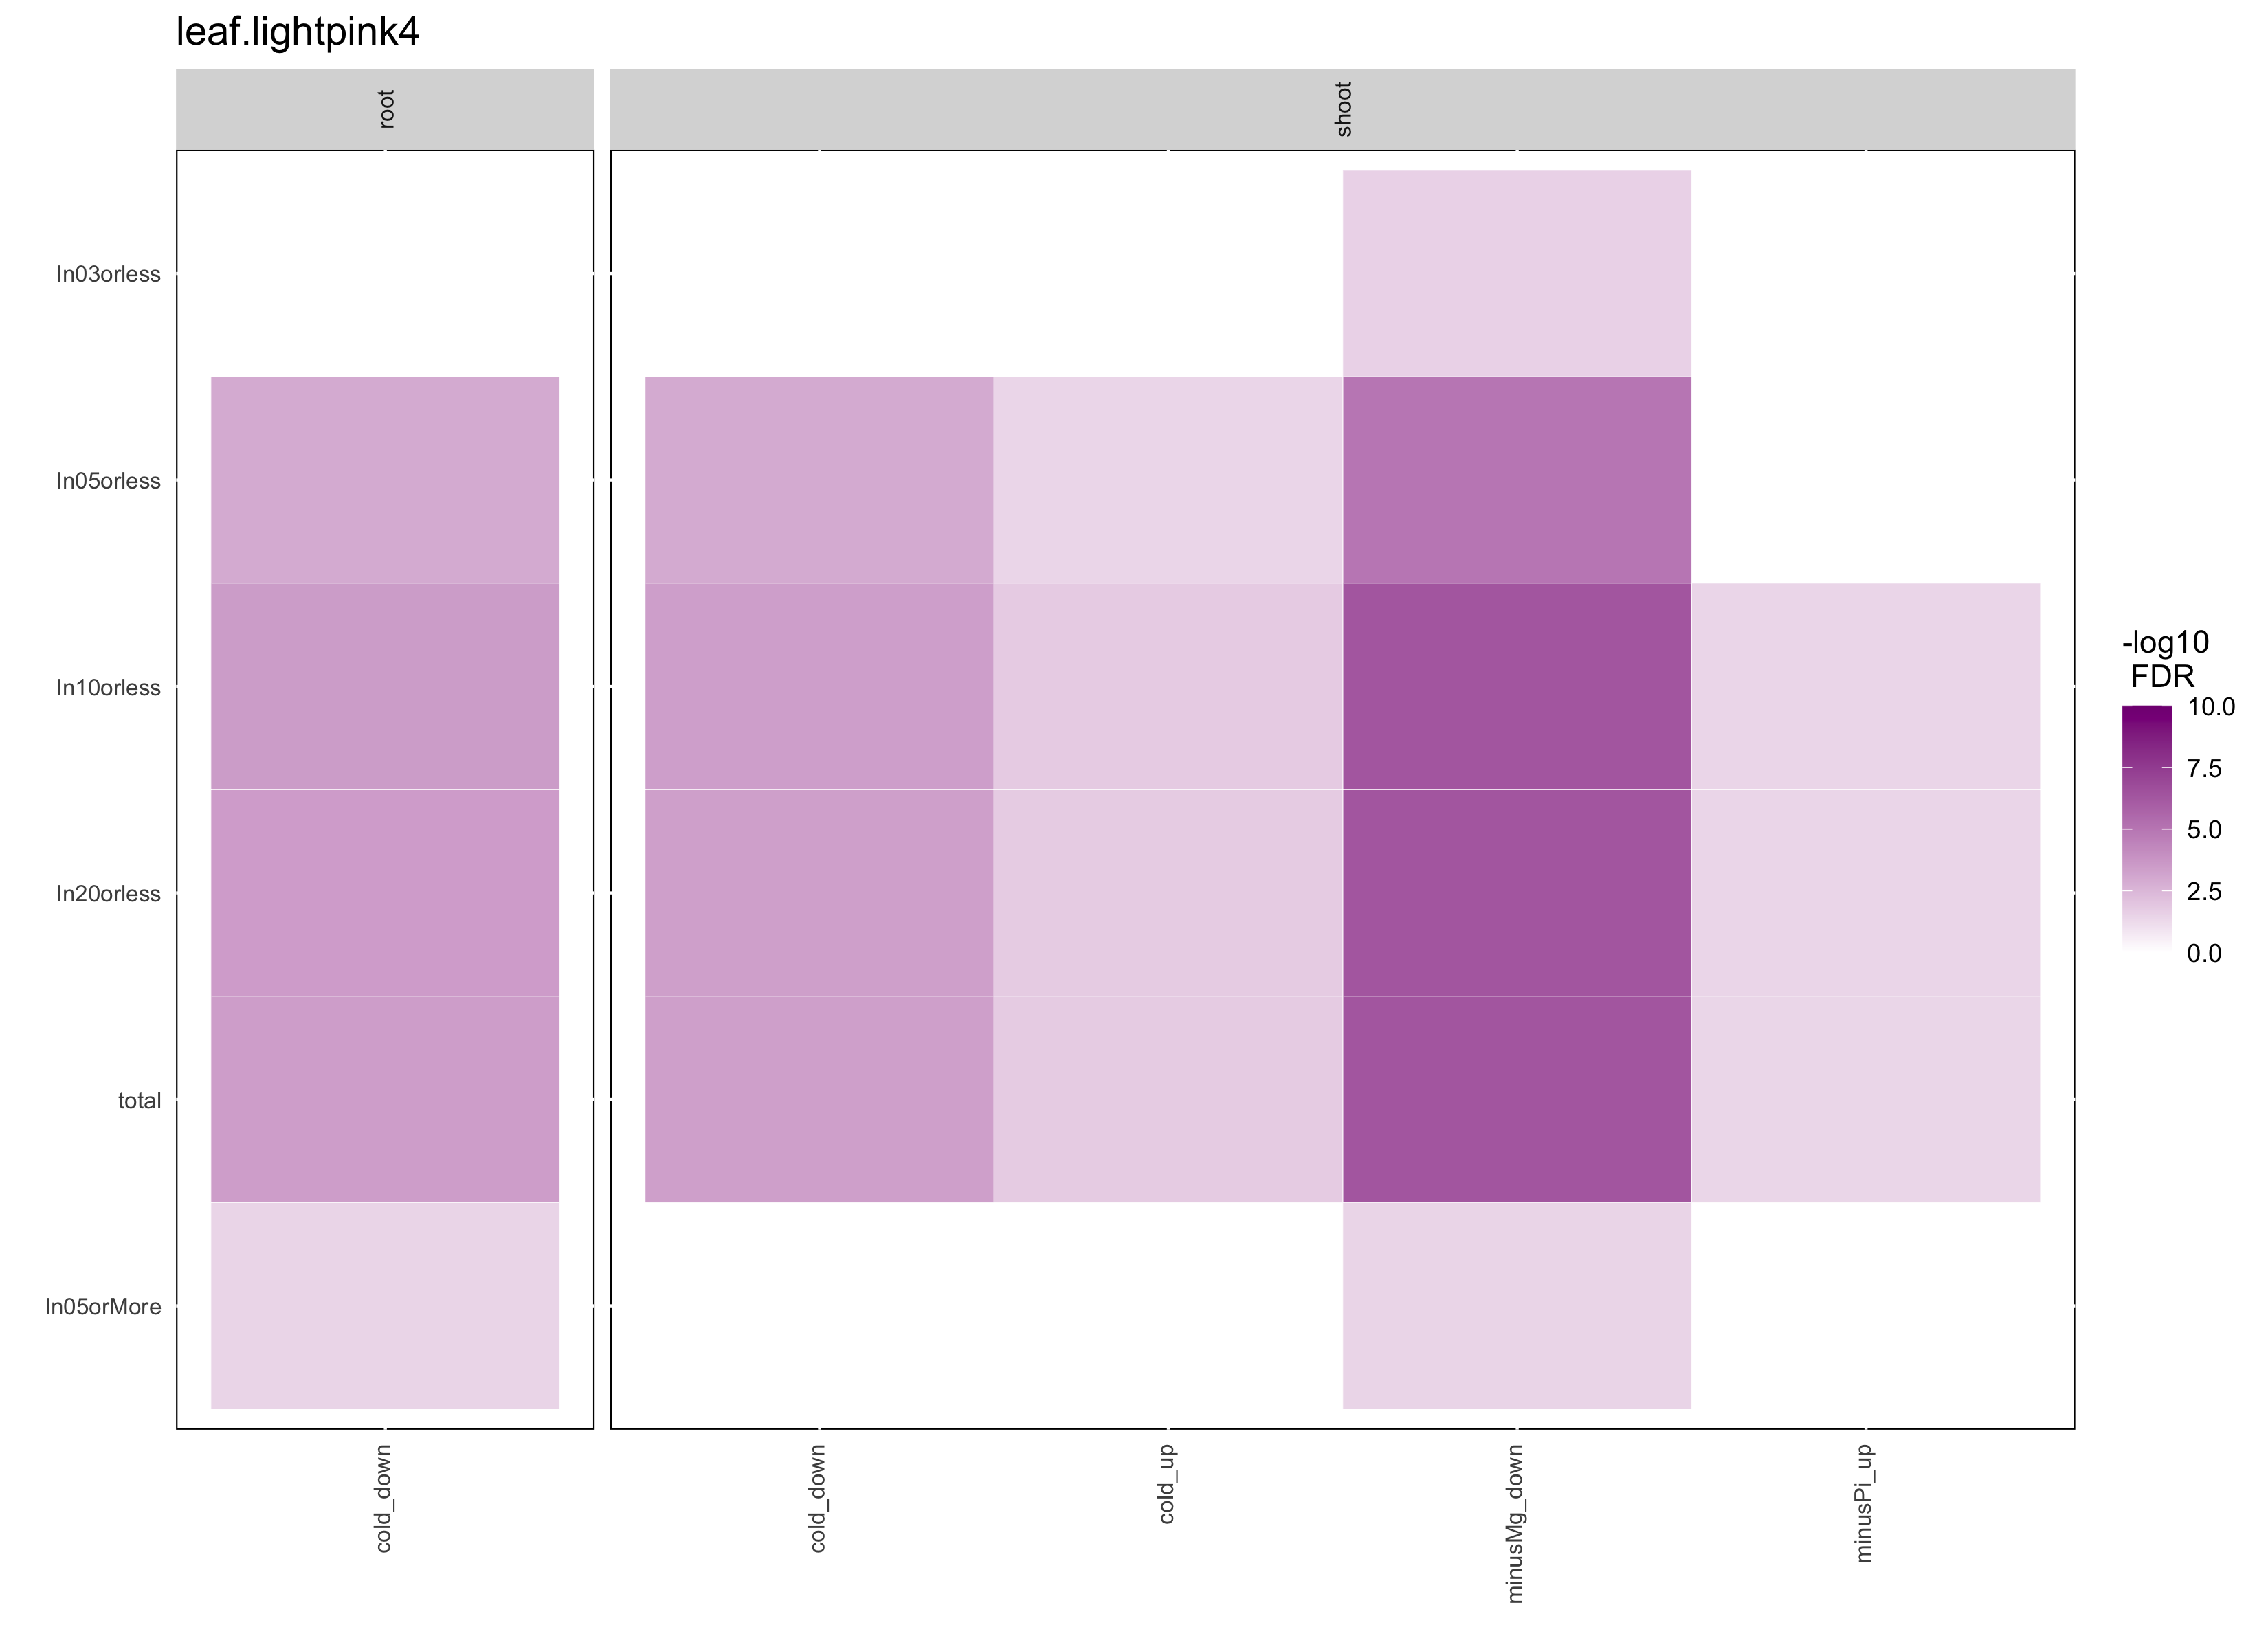 leaf.lightpink4
root
shoot
In03orless
In05orless
In10orless
In20orless
total
In05orMore
cold_down
cold_down
cold_up
minusMg_down
minusPi_up
-log10
FDR
10.0
7.5
5.0
2.5
0.0